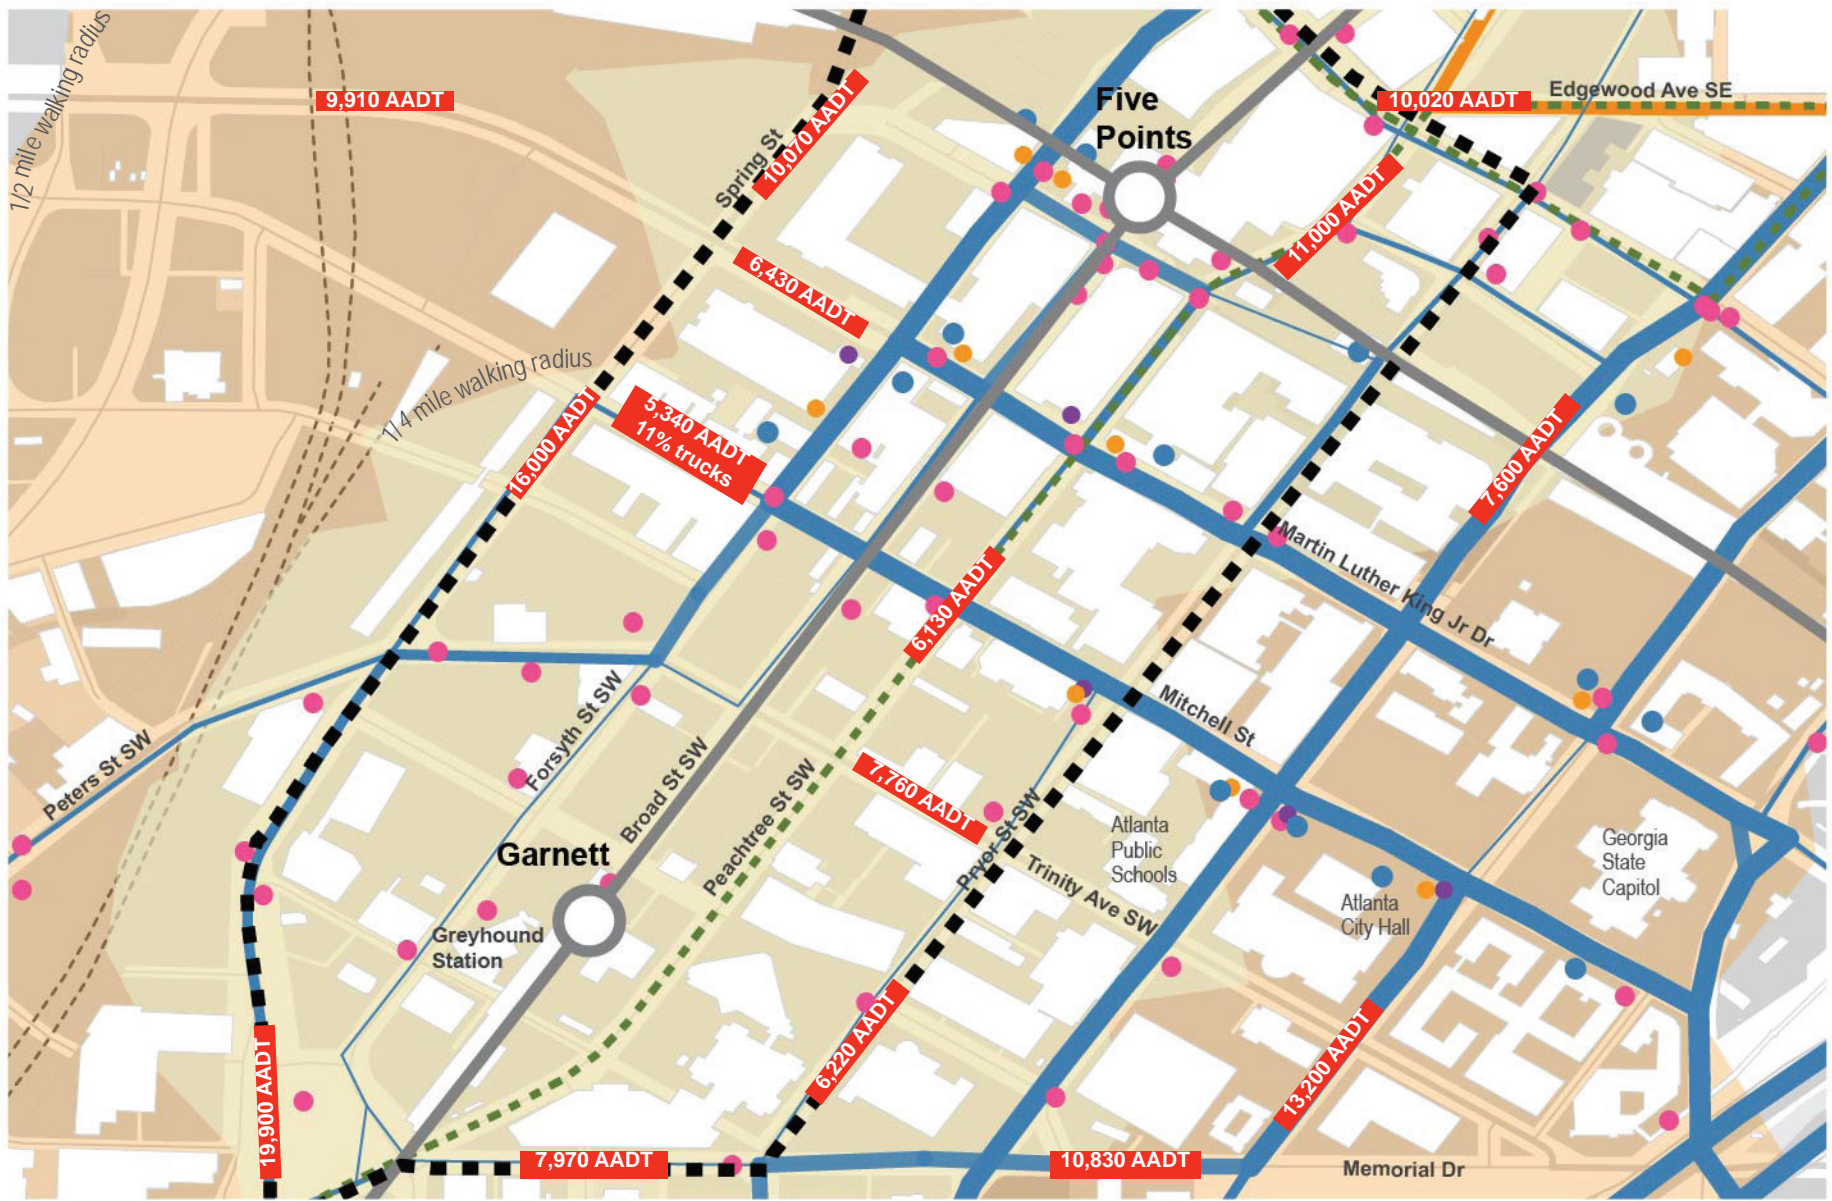 1/2 mile walking radius
9,910 AADT
Spring St
10,070 AADT
Five
Points
10,020 AADT
Edgewood Ave SE
11,000 AADT
6,430 AADT
1/4 mile walking radius
16,000 AADT
5,340 AADT
11% trucks
7,600 AADT
Martin Luther King Jr Dr
6,130 AADT
Mitchell St
Peters St SW
Forsyth St SW
Broad St SW
Peachtree St SW
7,760 AADT
Pryor St SW
Trinity Ave SW
Atlanta
Public
Schools
Georgia
State
Capitol
Atlanta
City Hall
Garnett
Greyhound
Station
6,220 AADT
13,200 AADT
19,900 AADT
7,970 AADT
10,830 AADT
Memorial Dr